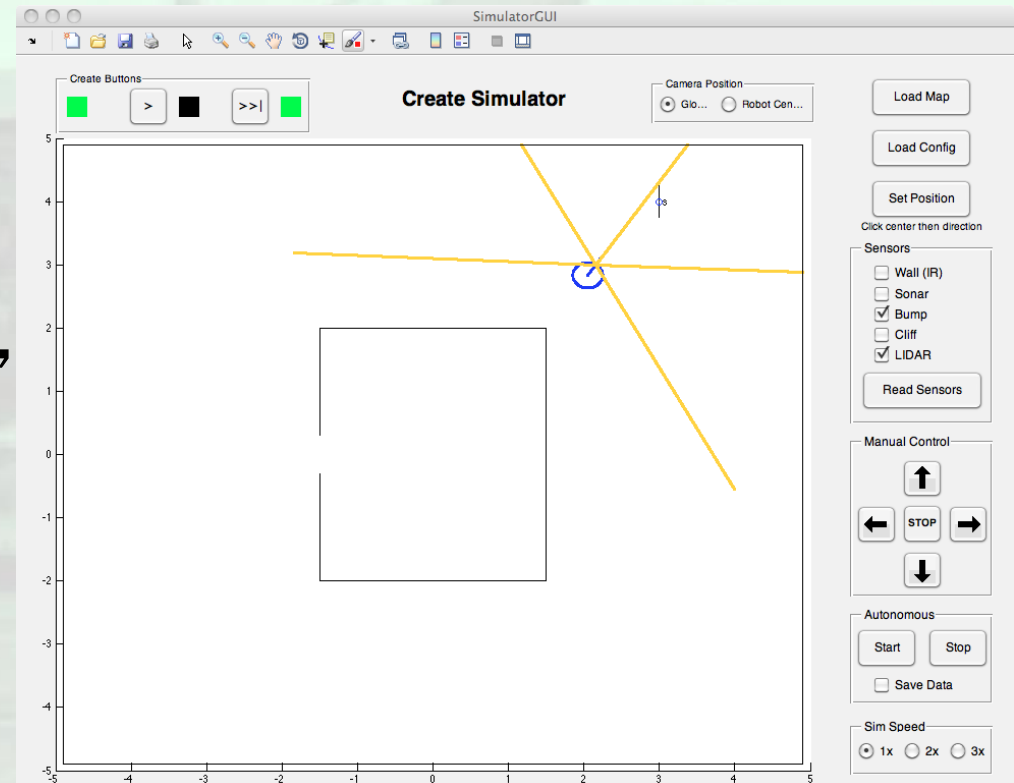 SimulatorGUI
Create Buttons
>
>>|
Create Simulator
Camera Position
Glo...
Robot Cen...
Load Map
Load Config
Set Position
Click center then direction
Sensors
Wall (IR)
Sonar
Bump
Cliff
LIDAR
Read Sensors
Manual Control
STOP
Autonomous
Start
Stop
Save Data
Sim Speed
1x
2x
3x
5
4
3
2
1
0
-1
-2
-3
-4
-5
-5
-4
-3
-2
-1
0
1
2
3
4
5